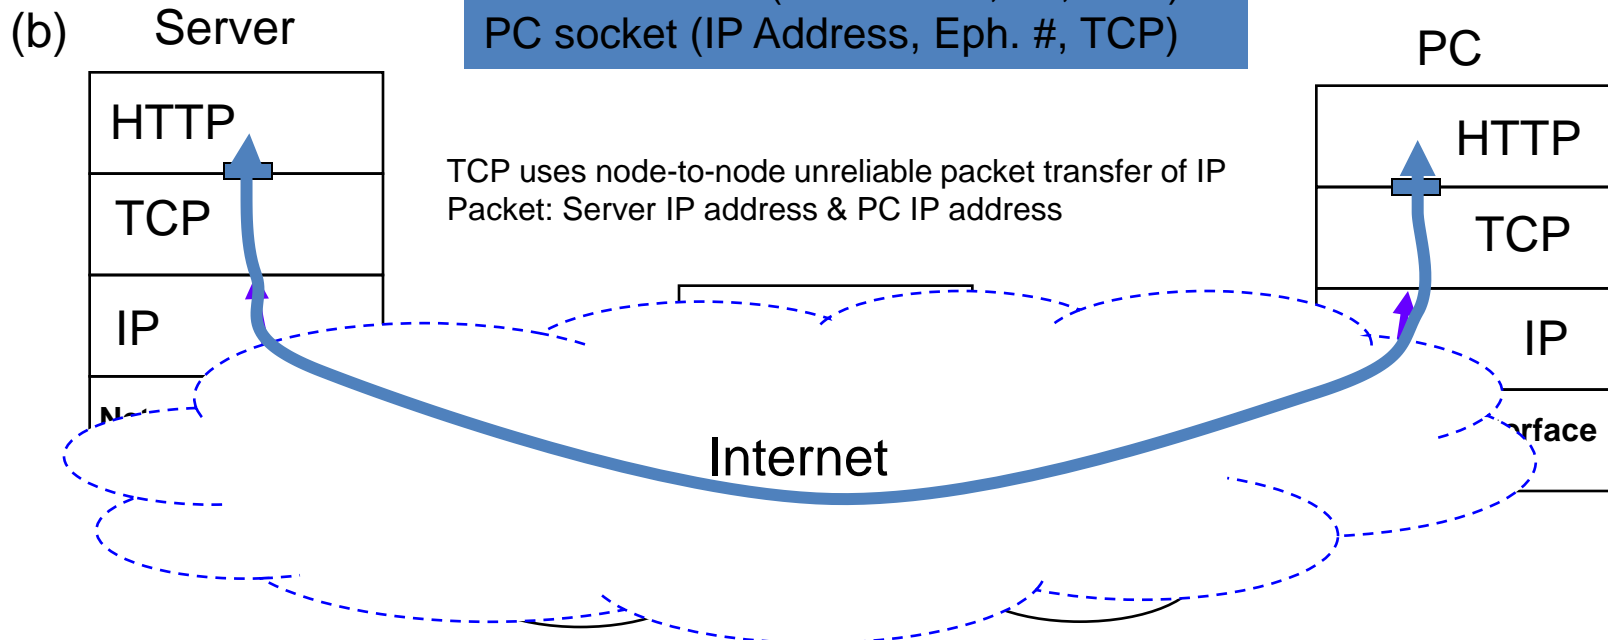 (b)
Server
PC socket (IP Address, Eph. #, TCP)
PC
HTTP
HTTP
TCP uses node-to-node unreliable packet transfer of IP
Packet: Server IP address & PC IP address
TCP
TCP
IP
IP
Internet